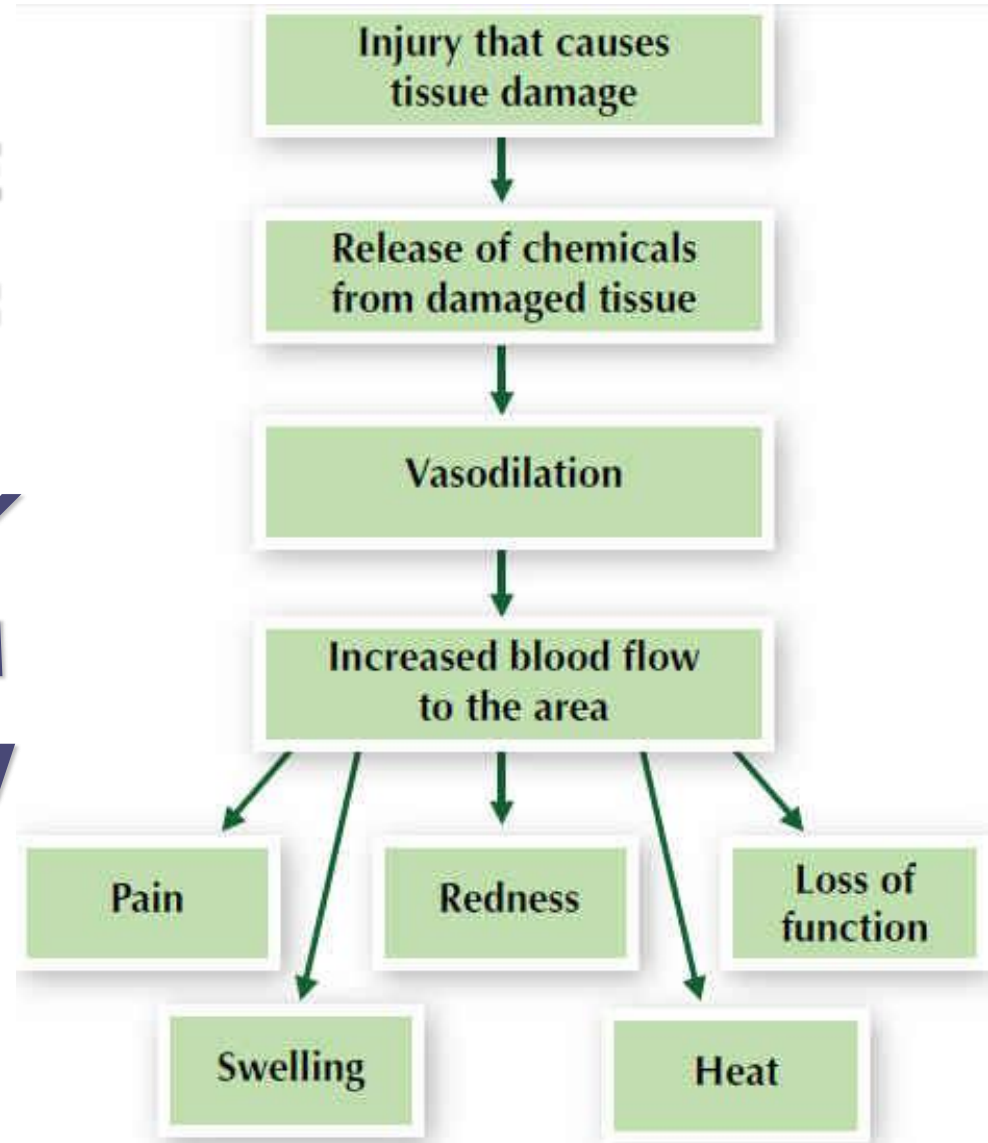 Injury that causes
tissue damage
Release of chemicals
from damaged tissue
Vasodilation
Increased blood flow
to the area
Pain
Redness
Loss of
function
Swelling
Heat